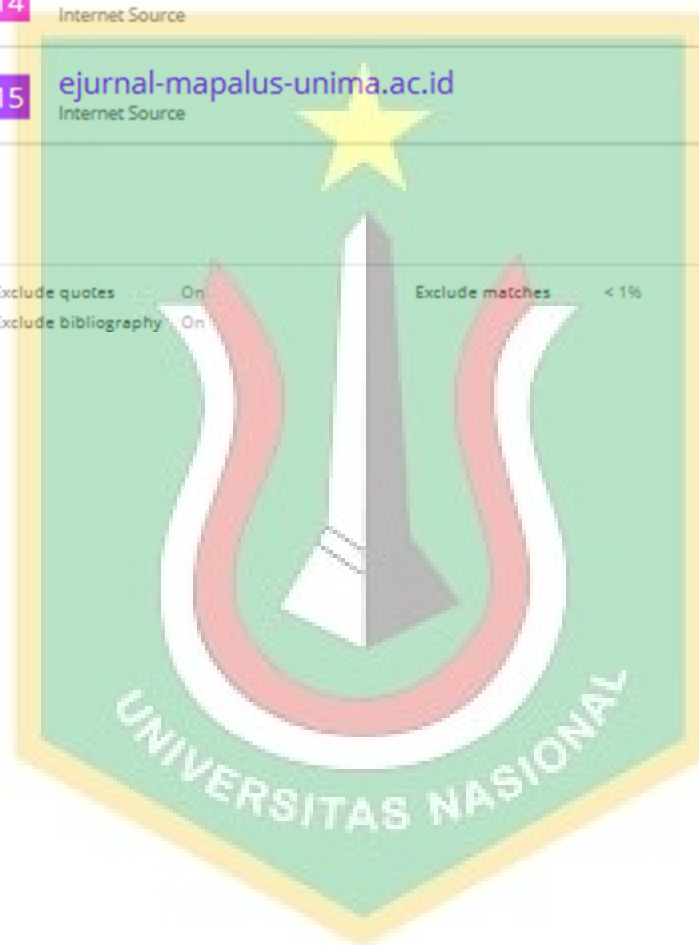 14
Internet Source
15
ejurnal-mapalus-unima.ac.id
Internet Source
Exclude quotes On
Exclude matches < 1%
Exclude bibliography On
UNIVERSITAS NASIONAL